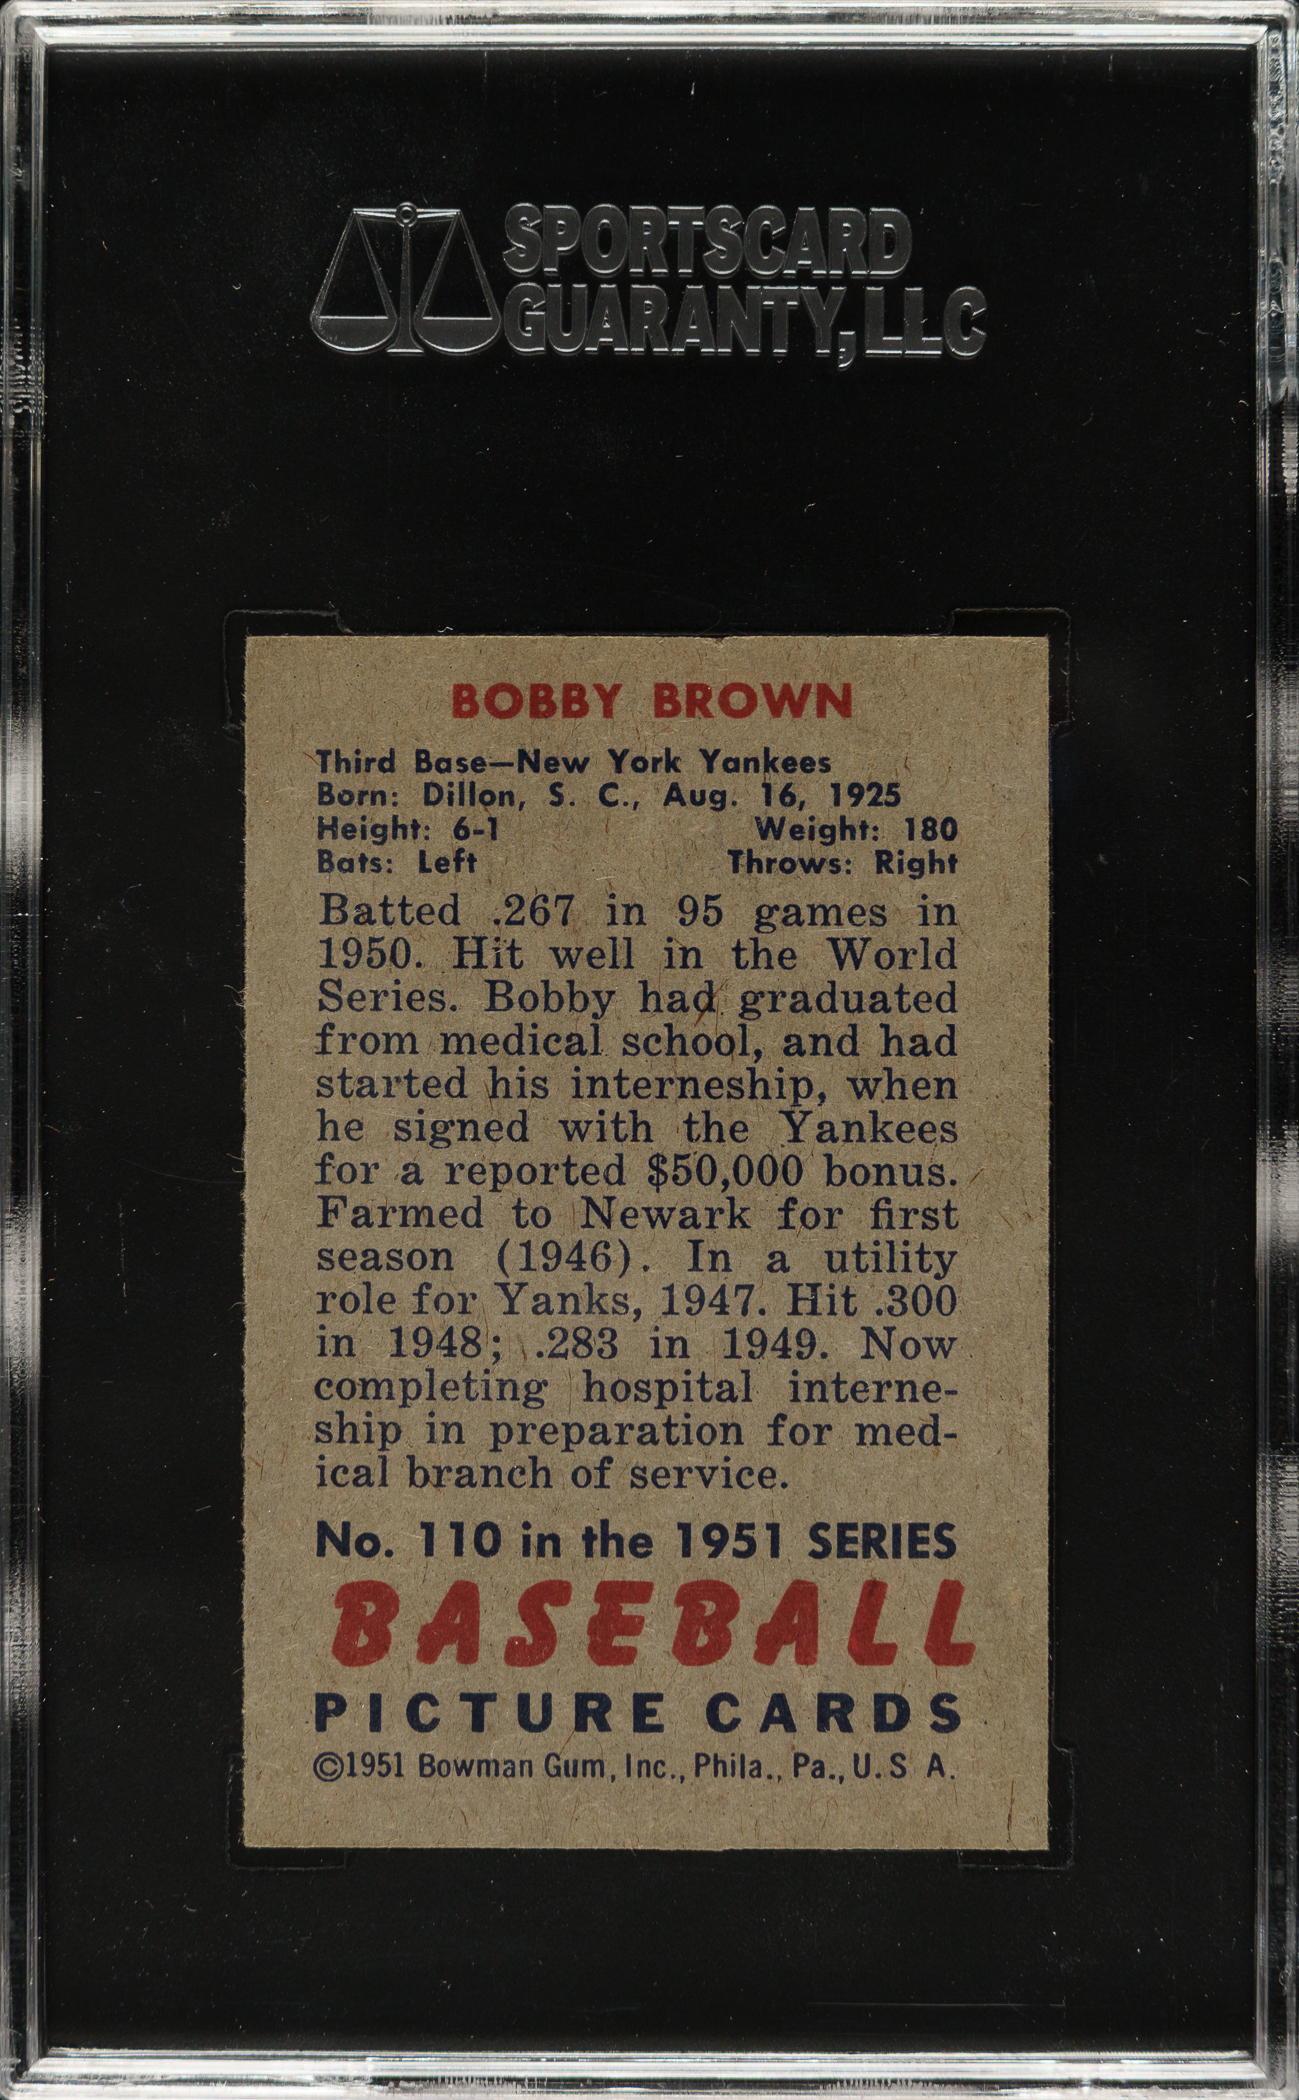 SPORTSCARD
GUARANTY, LLC
BOBBY BROWN
Third Base—New York Yankees
Born: Dillon, S. C., Aug. 16, 1925
Height: 6-1 Weight: 180
Bats: Left Throws: Right
Batted .267 in 95 games in
1950. Hit well in the World
Series. Bobby had graduated
from medical school, and had
started his interneship, when
he signed with the Yankees
for a reported $50,000 bonus.
Farmed to Newark for first
season (1946). In a utility
role for Yanks, 1947. Hit .300
in 1948; .283 in 1949. Now
completing hospital interne-
ship in preparation for med-
ical branch of service.
No. 110 in the 1951 SERIES
BASEBALL
PICTURE CARDS
©1951 Bowman Gum, Inc., Phila., Pa., U. S A.